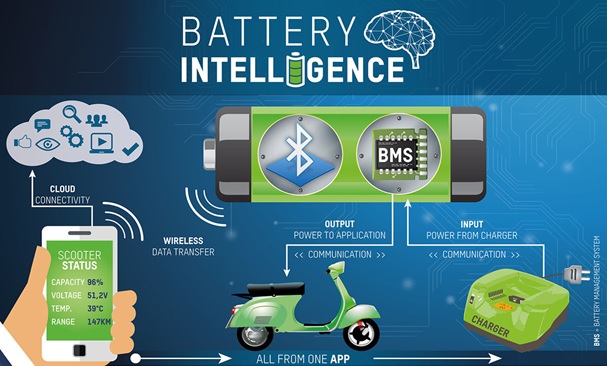 BATTERY
INTELLIGENCE
BMS
CLOUD
CONNECTIVITY
WIRELESS
DATA TRANSFER
OUTPUT
POWER TO APPLICATION
<< COMMUNICATION >>
INPUT
POWER FROM CHARGER
<< COMMUNICATION >>
SCOOTER
STATUS
CAPACITY 96%
VOLTAGE 51,2V
TEMP. 39°C
RANGE 147KM
CHARGER
ALL FROM ONE APP
BMS = BATTERY MANAGEMENT SYSTEM